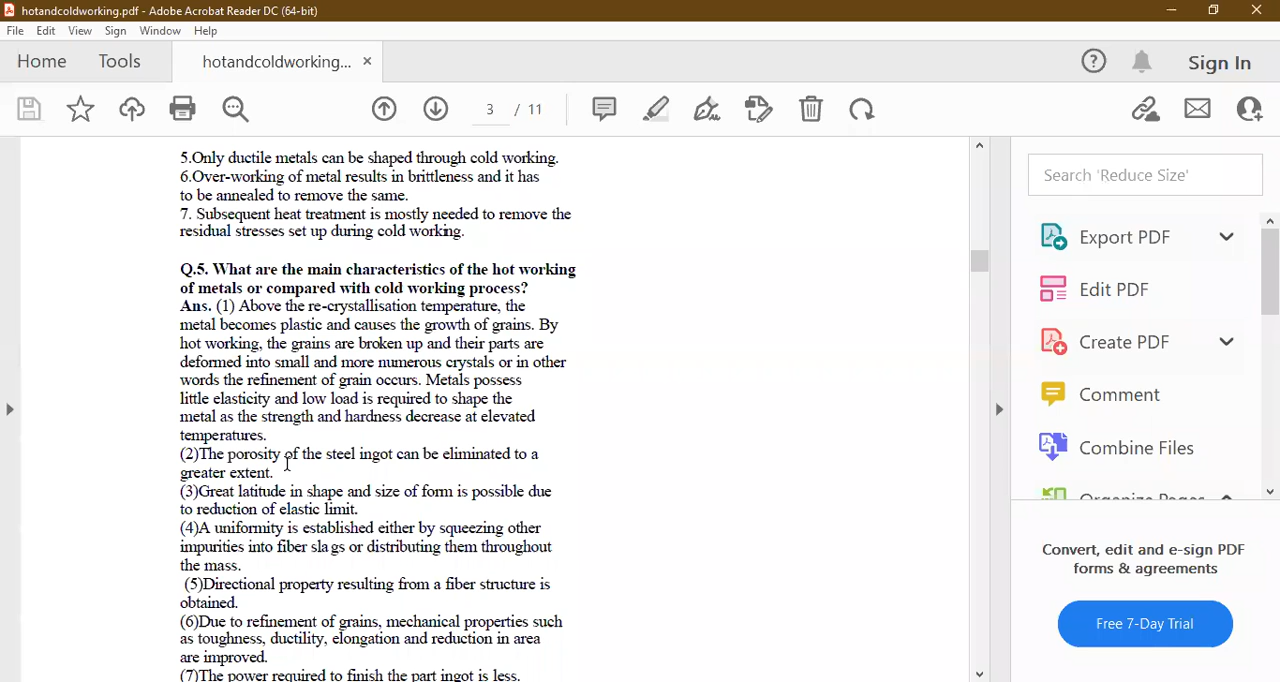 hotandcoldworking.pdf - Adobe Acrobat Reader DC (64-bit)
File Edit View Sign Window Help
Home Tools hotandcoldworking... × Sign In
3 / 11
5.Only ductile metals can be shaped through cold working.
6.Over-working of metal results in brittleness and it has
to be annealed to remove the same.
7. Subsequent heat treatment is mostly needed to remove the
residual stresses set up during cold working.
Q.5. What are the main characteristics of the hot working
of metals or compared with cold working process?
Ans. (1) Above the re-crystallisation temperature, the
metal becomes plastic and causes the growth of grains. By
hot working, the grains are broken up and their parts are
deformed into small and more numerous crystals or in other
words the refinement of grain occurs. Metals possess
little elasticity and low load is required to shape the
metal as the strength and hardness decrease at elevated
temperatures.
(2)The porosity of the steel ingot can be eliminated to a
greater extent.
(3)Great latitude in shape and size of form is possible due
to reduction of elastic limit.
(4)A uniformity is established either by squeezing other
impurities into fiber sla gs or distributing them throughout
the mass.
(5)Directional property resulting from a fiber structure is
obtained.
(6)Due to refinement of grains, mechanical properties such
as toughness, ductility, elongation and reduction in area
are improved.
(7)The power required to finish the part ingot is less.
Search 'Reduce Size'
Export PDF
Edit PDF
Create PDF
Comment
Combine Files
Organize Pages
Convert, edit and e-sign PDF
forms & agreements
Free 7-Day Trial